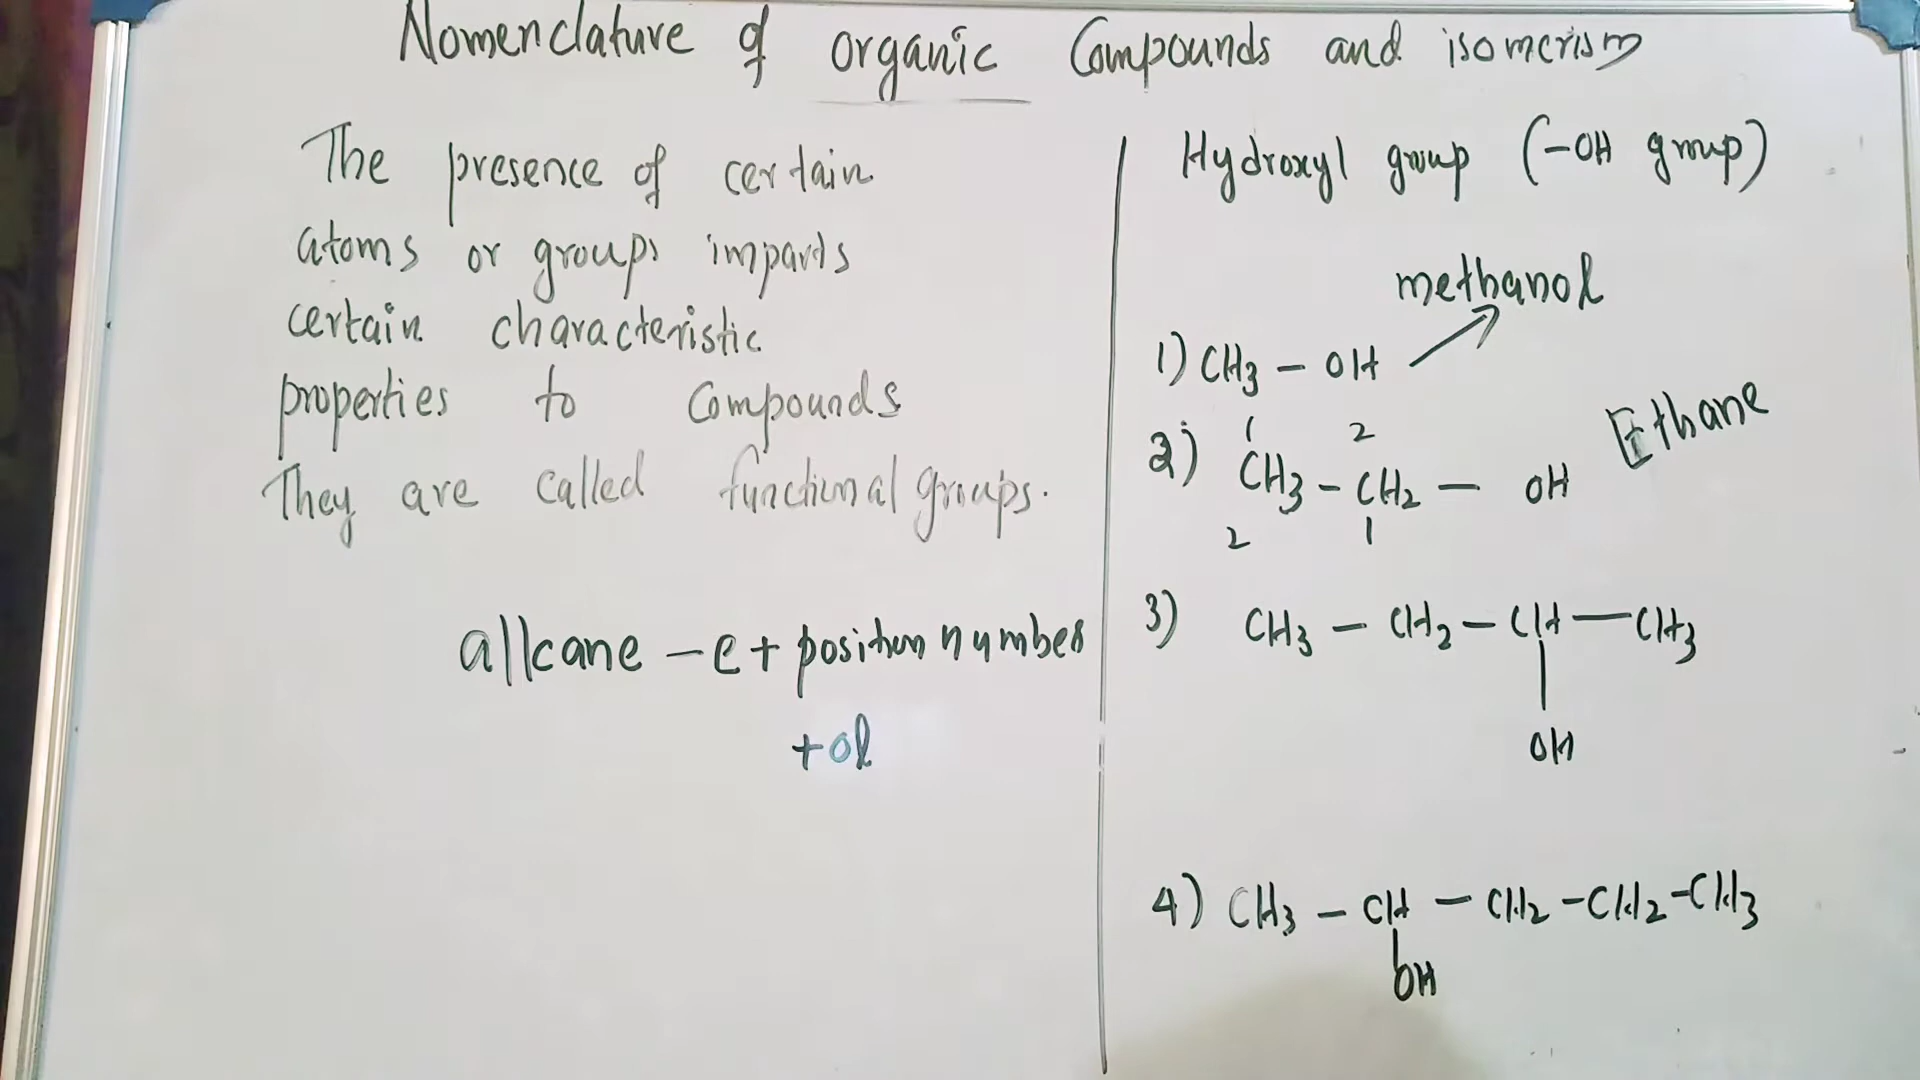 Nomenclature of organic Compounds and isomerism
The presence of certain
atoms or groups imparts
certain characteristic
properties to Compounds
They are called functional groups.
alkane - e + position number
+ ol
Hydroxyl group (-OH group)
methanol
1) CH3 - OH
Ethane
1 2
2) CH3 - CH2 - OH
2 1
3) CH3 - CH2 - CH - CH3
OH
4) CH3 - CH - CH2 - CH2 - CH3
OH